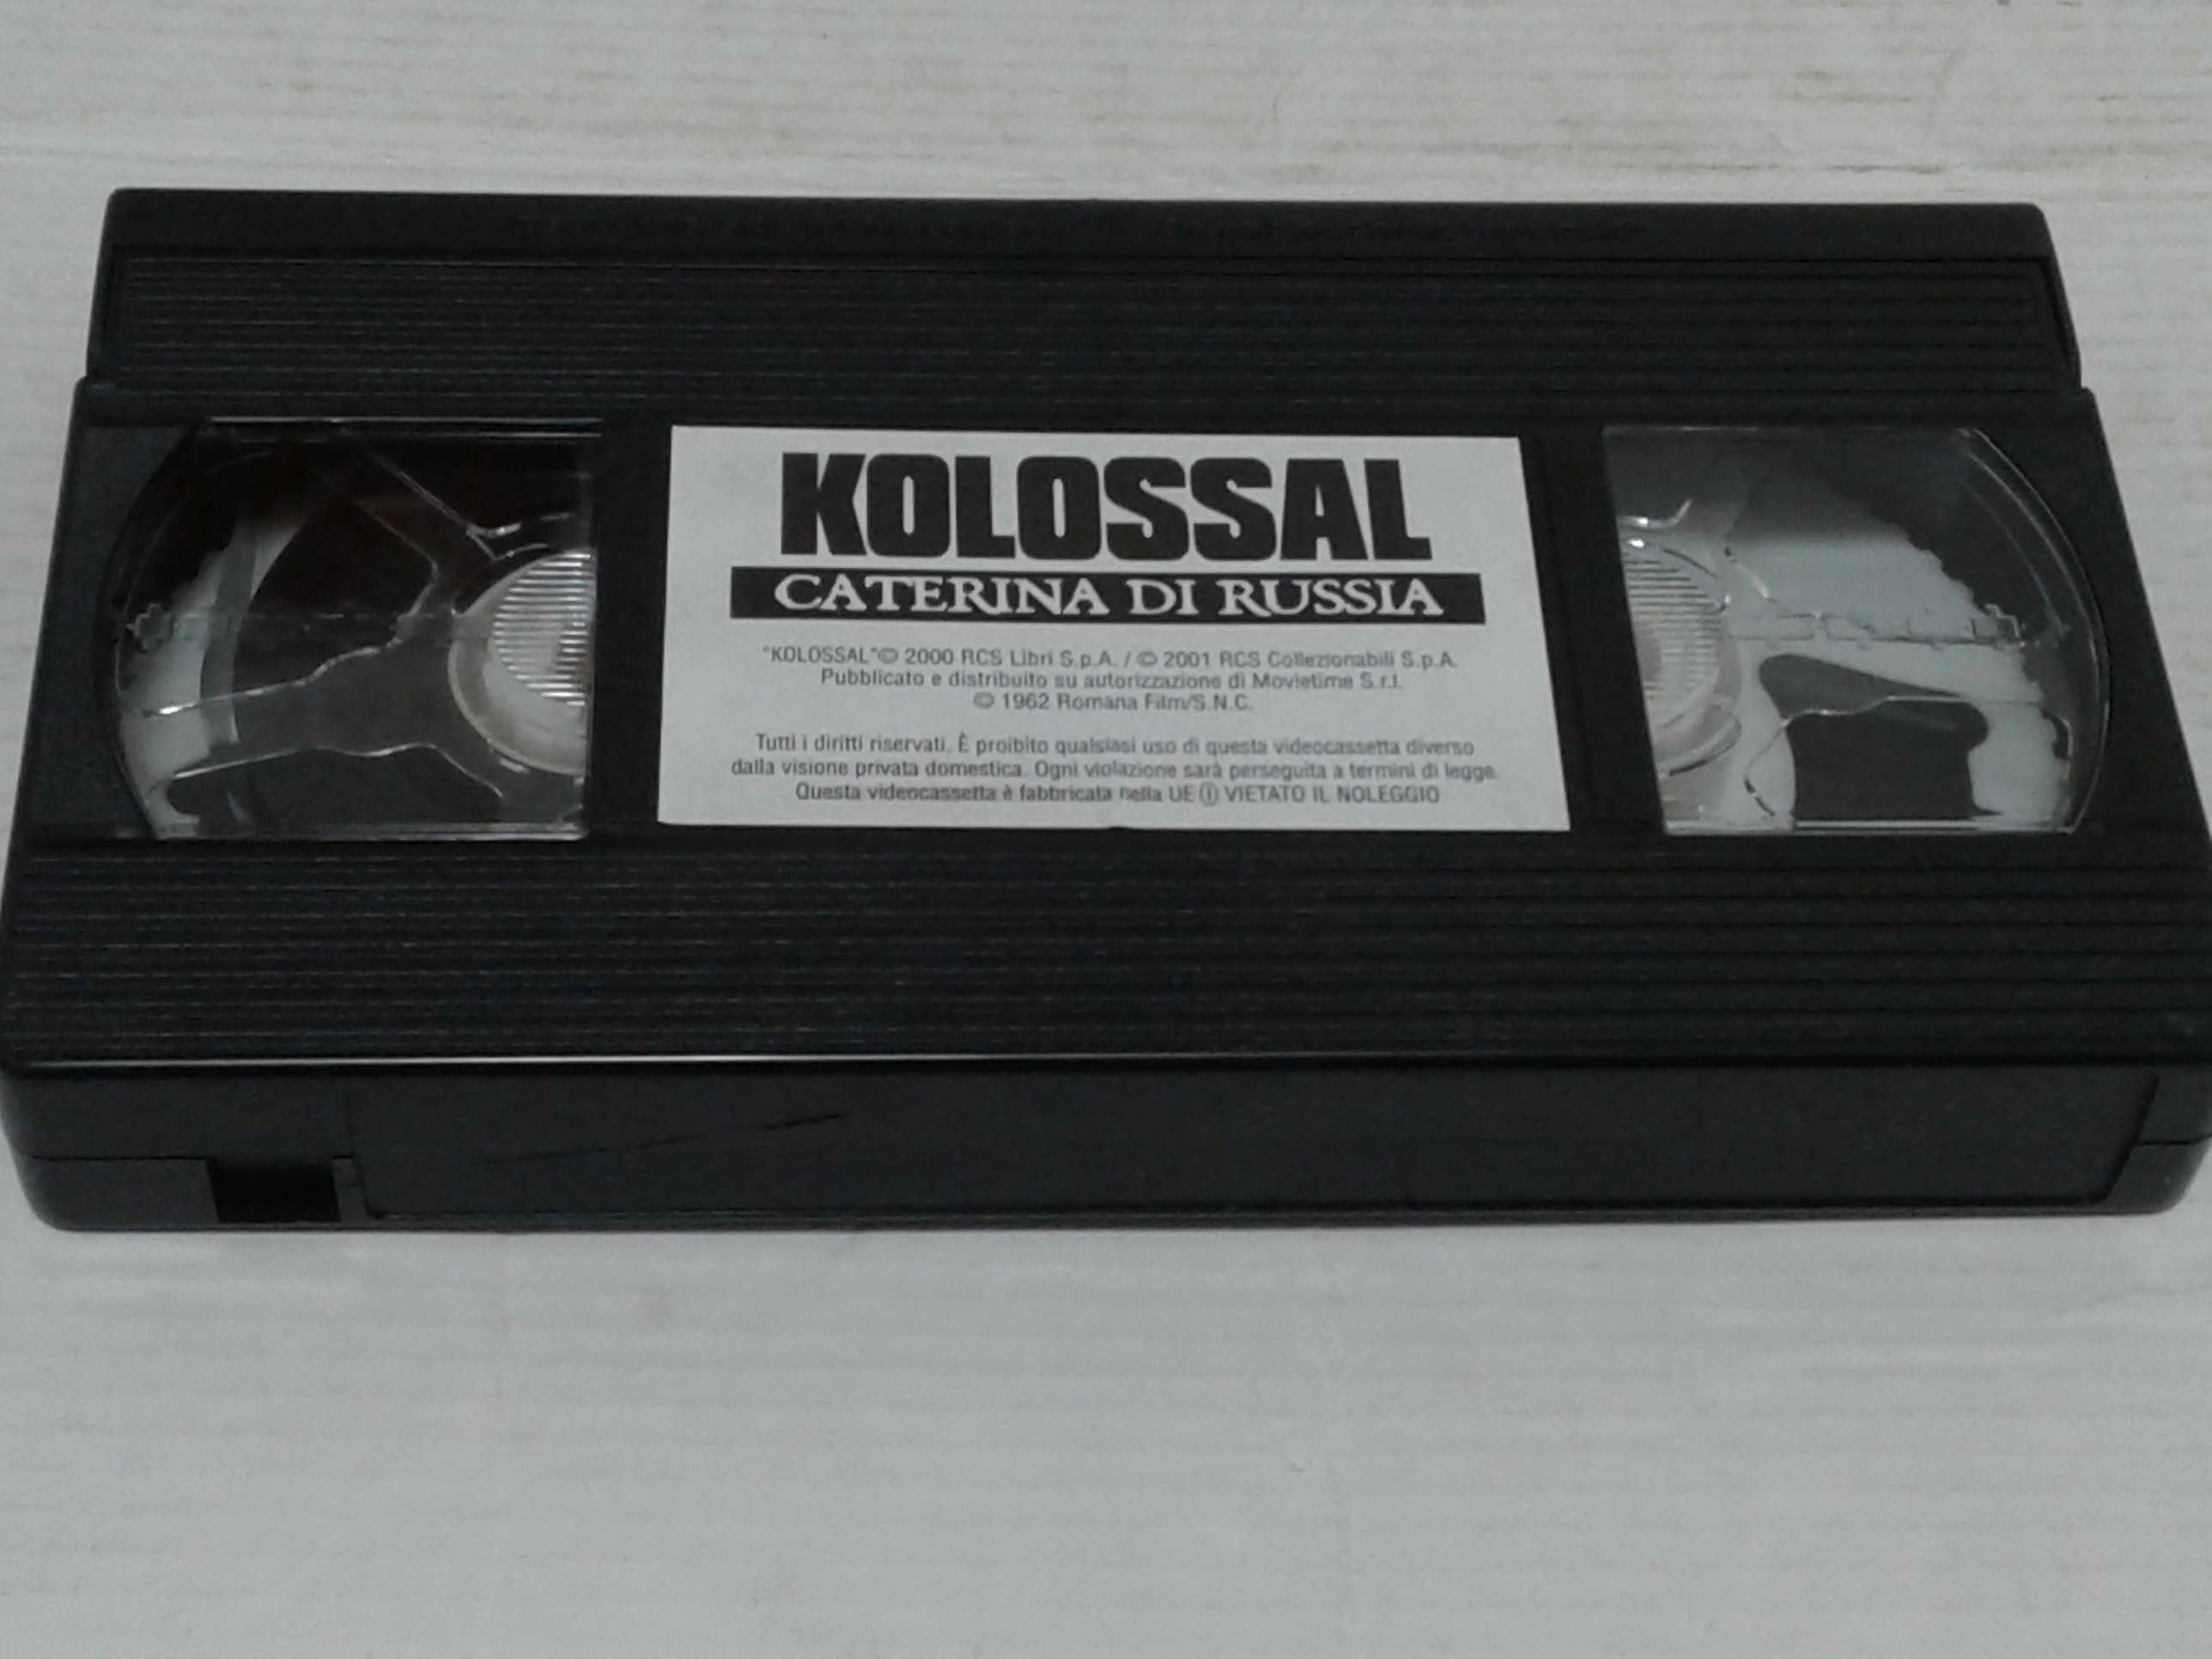 KOLOSSAL
CATERINA DI RUSSIA
"KOLOSSAL"© 2000 RCS Libri S.p.A. / © 2001 RCS Collezionabili S.p.A.
Pubblicato e distribuito su autorizzazione di Movietime S.r.l.
© 1962 Romana Film/S.N.C.
Tutti i diritti riservati. È proibito qualsiasi uso di questa videocassetta diverso
dalla visione privata domestica. Ogni violazione sarà perseguita a termini di legge.
Questa videocassetta è fabbricata nella UE Ⓘ VIETATO IL NOLEGGIO